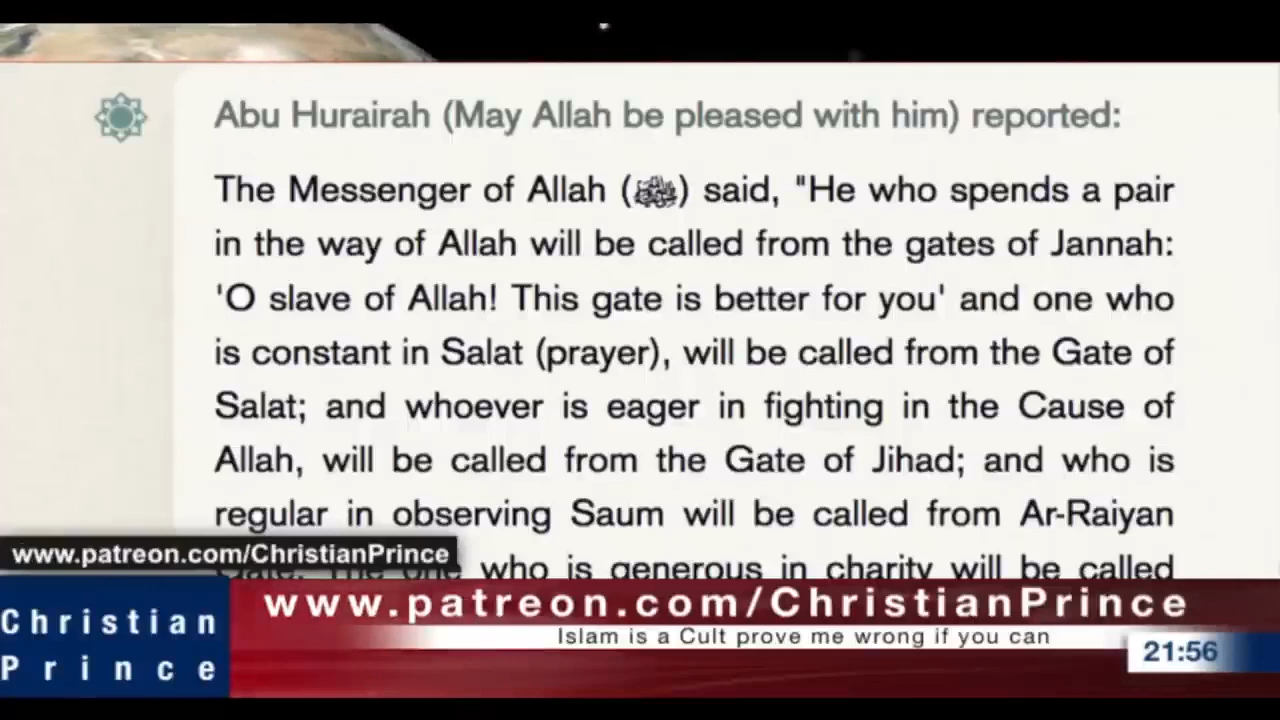 Abu Hurairah (May Allah be pleased with him) reported:
The Messenger of Allah (ﷺ) said, "He who spends a pair
in the way of Allah will be called from the gates of Jannah:
'O slave of Allah! This gate is better for you' and one who
is constant in Salat (prayer), will be called from the Gate of
Salat; and whoever is eager in fighting in the Cause of
Allah, will be called from the Gate of Jihad; and who is
regular in observing Saum will be called from Ar-Raiyan
Gate. The one who is generous in charity will be called
www.patreon.com/ChristianPrince
Christian
Prince
www.patreon.com/ChristianPrince
Islam is a Cult prove me wrong if you can
21:56